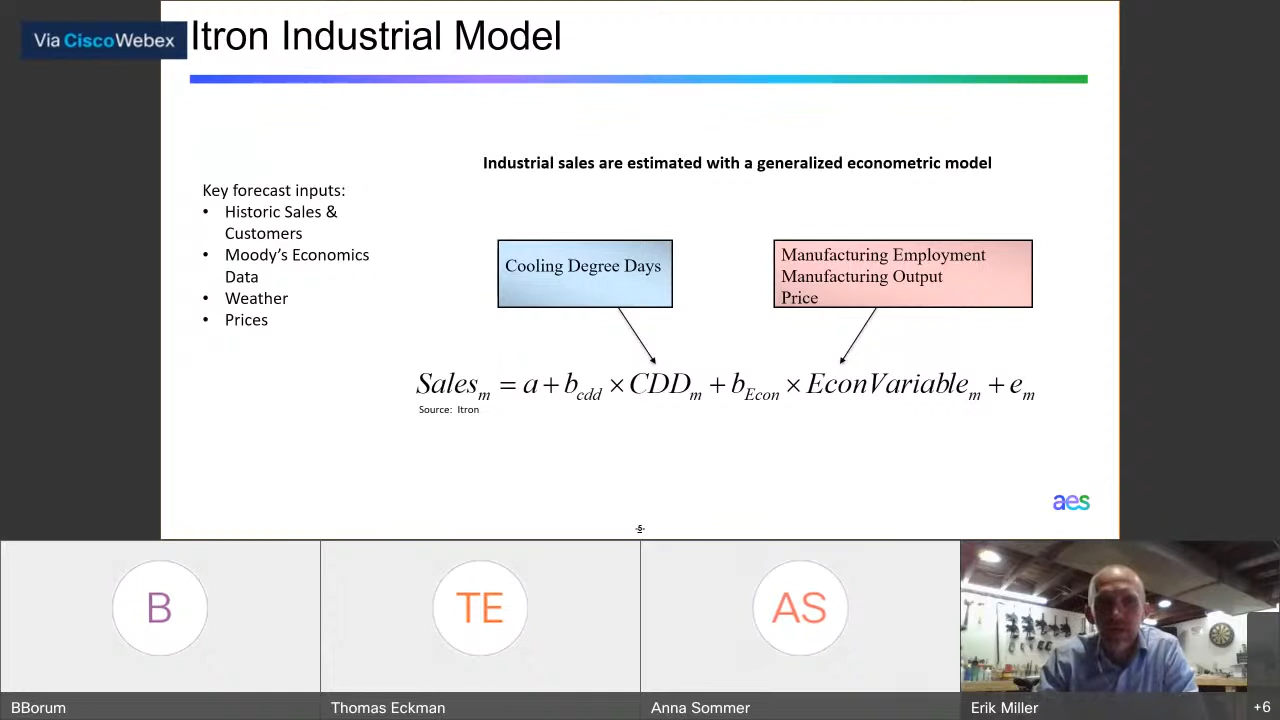 Via CiscoWebex
Itron Industrial Model
Industrial sales are estimated with a generalized econometric model
Key forecast inputs:
• Historic Sales &
Customers
• Moody's Economics
Data
• Weather
• Prices
Cooling Degree Days
Manufacturing Employment
Manufacturing Output
Price
Sales_m = a + b_cdd × CDD_m + b_Econ × EconVariable_m + e_m
Source: Itron
aes
-5-
B
TE
AS
BBorum
Thomas Eckman
Anna Sommer
Erik Miller
+6